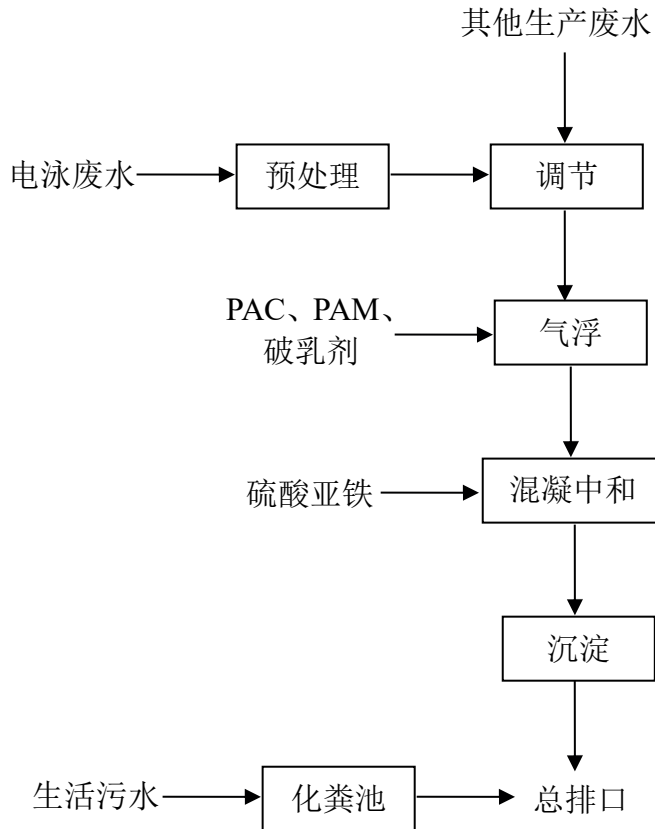 其他生产废水
电泳废水
预处理
调节
PAC、PAM、
破乳剂
气浮
硫酸亚铁
混凝中和
沉淀
生活污水
化粪池
总排口